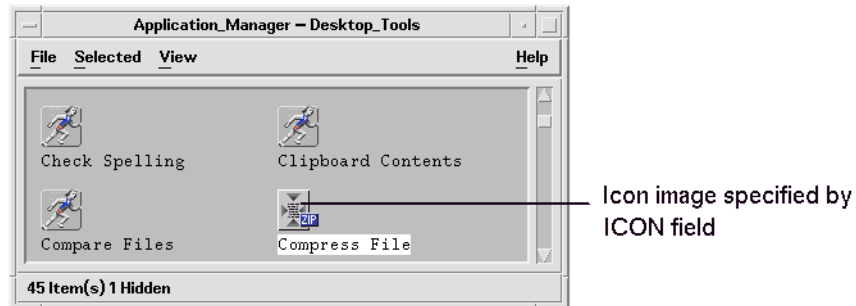 Application_Manager – Desktop_Tools
File Selected View Help
Check Spelling Clipboard Contents
ZIP
Compare Files Compress File
Icon image specified by
ICON field
45 Item(s) 1 Hidden